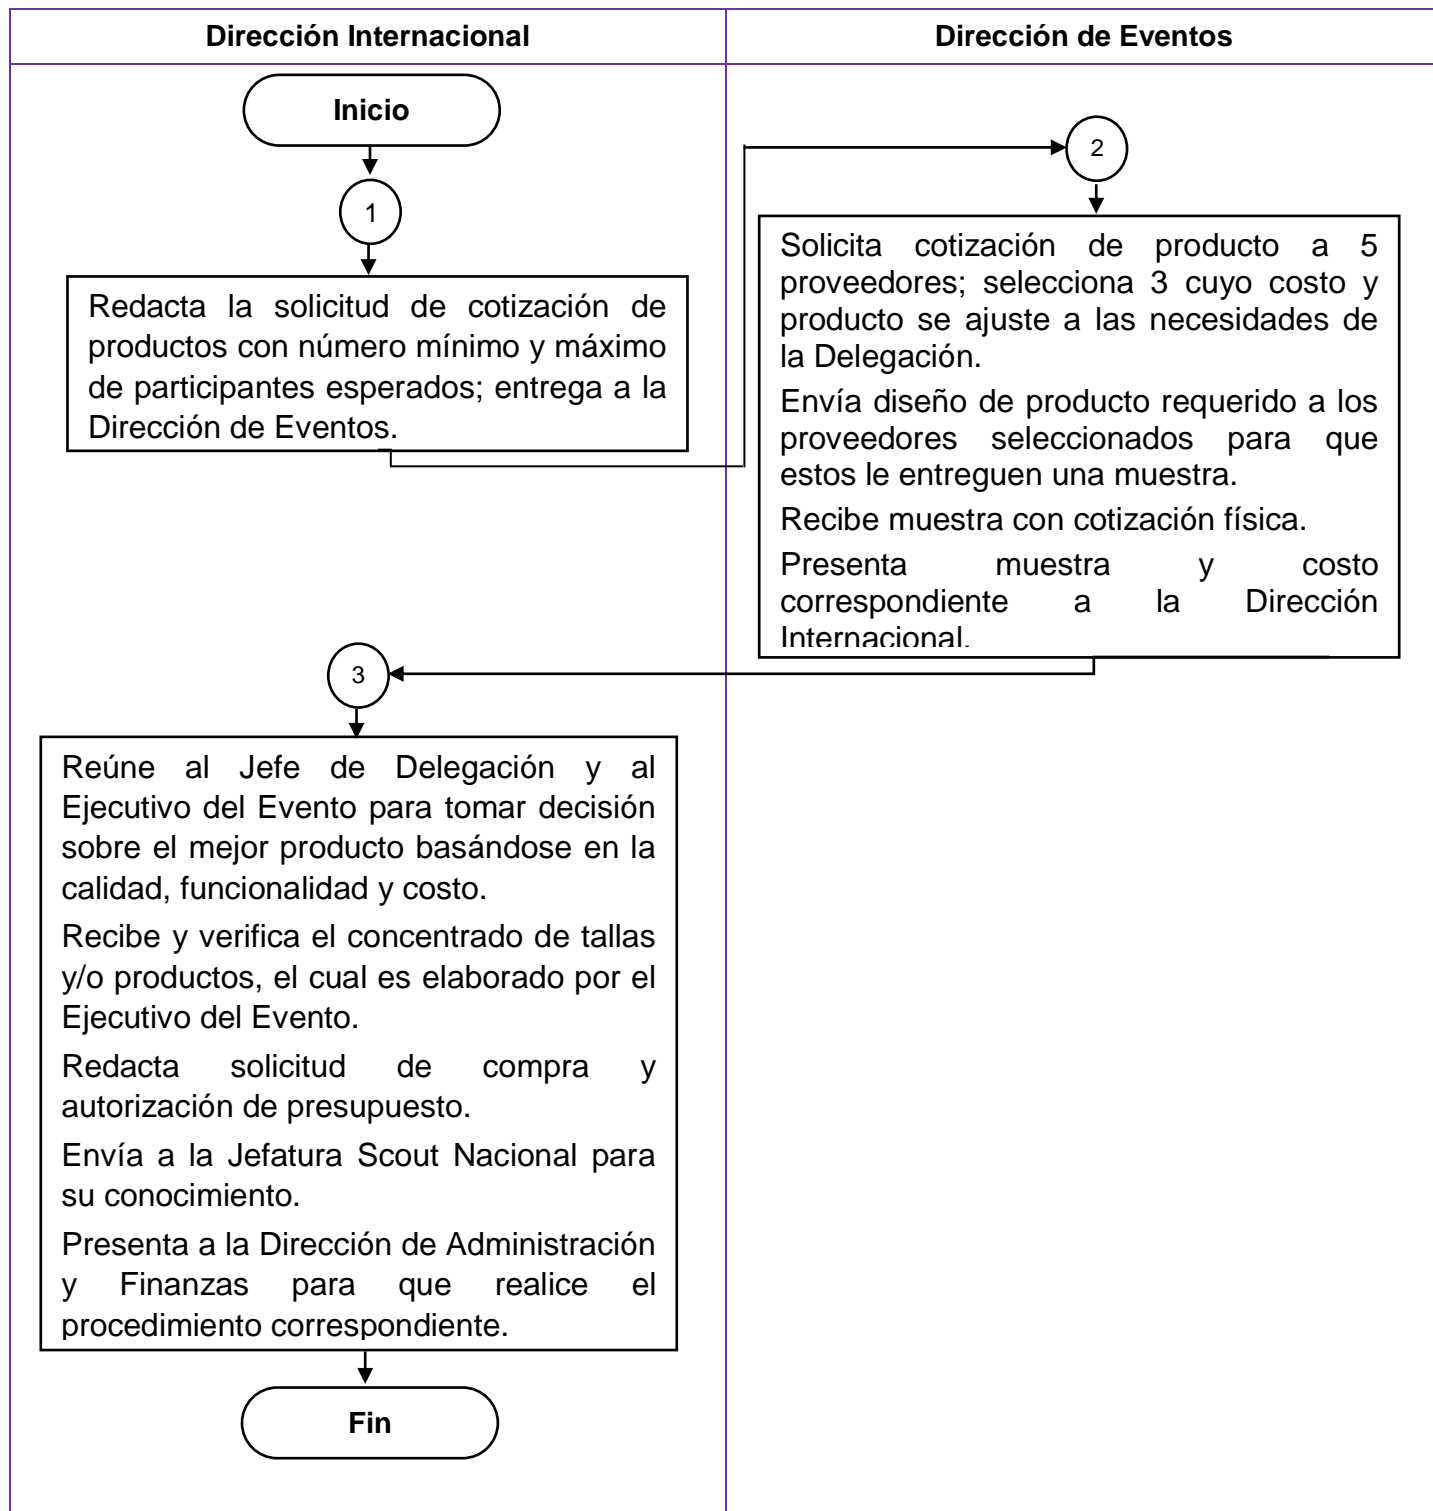 Dirección Internacional
Dirección de Eventos
Inicio
1
Redacta la solicitud de cotización de
productos con número mínimo y máximo
de participantes esperados; entrega a la
Dirección de Eventos.
2
Solicita cotización de producto a 5
proveedores; selecciona 3 cuyo costo y
producto se ajuste a las necesidades de
la Delegación.
Envía diseño de producto requerido a los
proveedores seleccionados para que
estos le entreguen una muestra.
Recibe muestra con cotización física.
Presenta muestra y costo
correspondiente a la Dirección
Internacional.
3
Reúne al Jefe de Delegación y al
Ejecutivo del Evento para tomar decisión
sobre el mejor producto basándose en la
calidad, funcionalidad y costo.
Recibe y verifica el concentrado de tallas
y/o productos, el cual es elaborado por el
Ejecutivo del Evento.
Redacta solicitud de compra y
autorización de presupuesto.
Envía a la Jefatura Scout Nacional para
su conocimiento.
Presenta a la Dirección de Administración
y Finanzas para que realice el
procedimiento correspondiente.
Fin